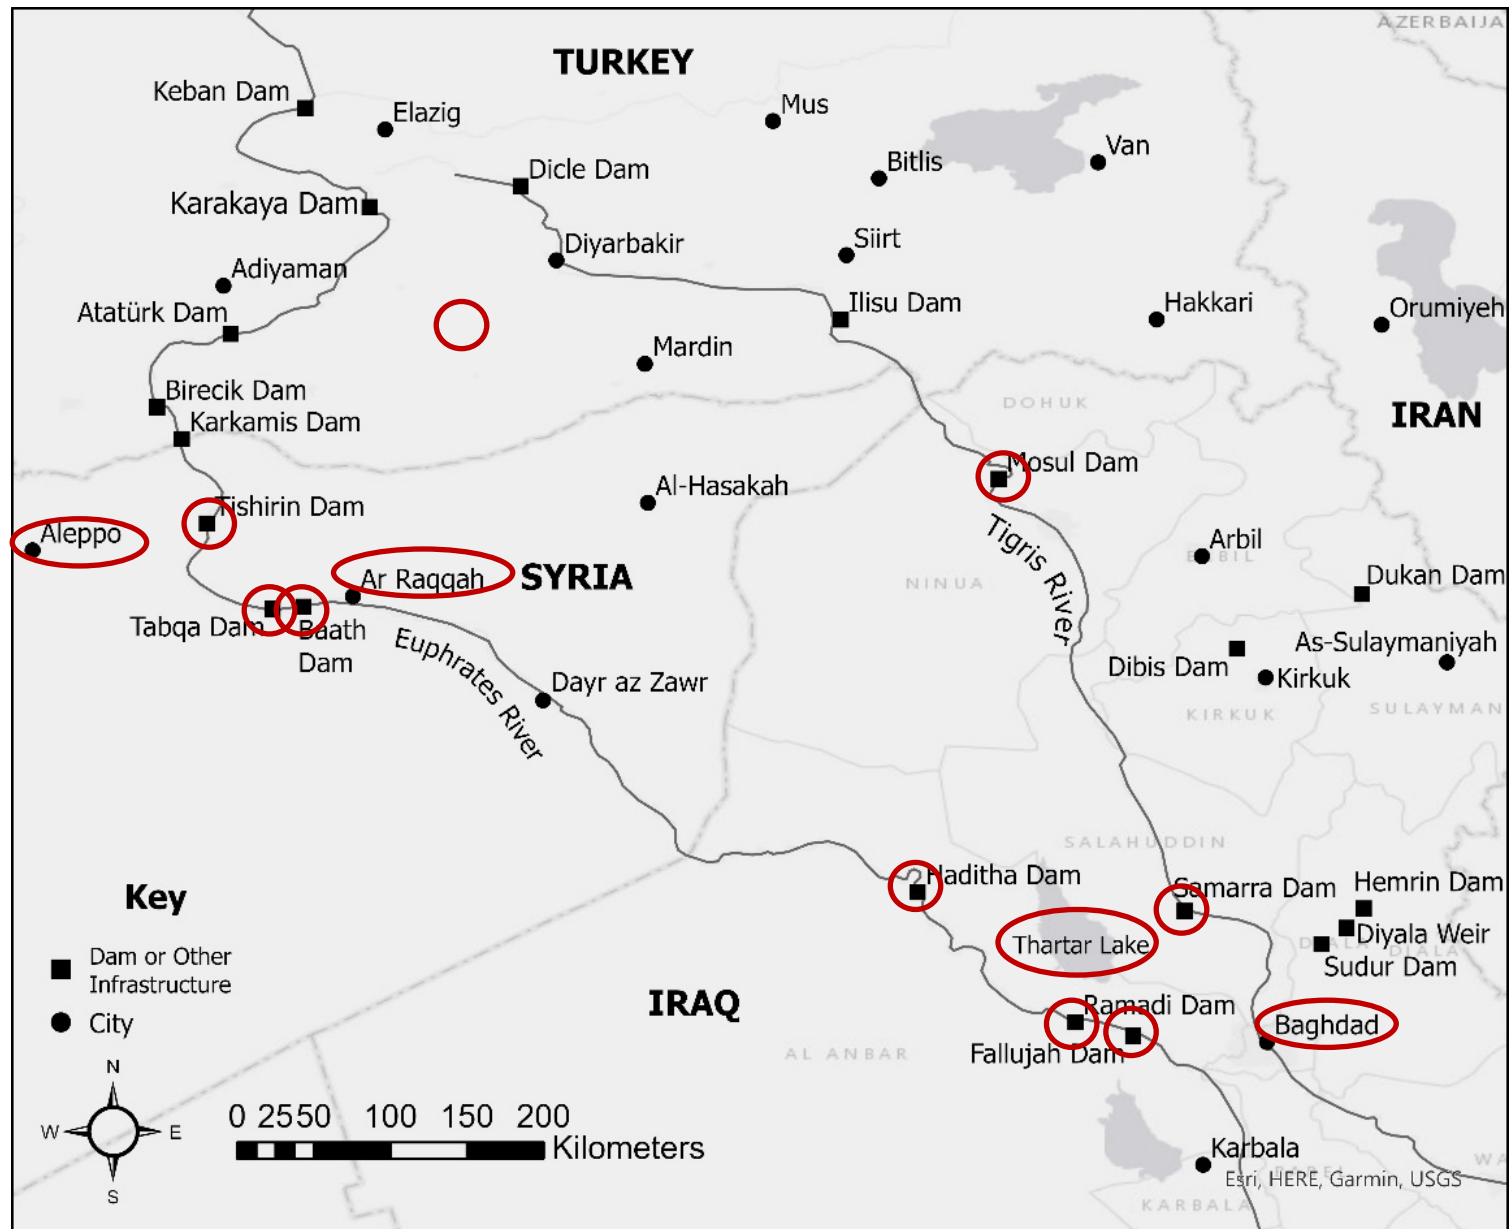 AZERBAIJA
TURKEY
Keban Dam
Elazig
Mus
Van
Bitlis
Dicle Dam
Karakaya Dam
Siirt
Diyarbakir
Adiyaman
Ilisu Dam
Hakkari
Orumiyeh
Atatürk Dam
Mardin
Birecik Dam
DOHUK
IRAN
Karkamis Dam
Mosul Dam
Al-Hasakah
Tishirin Dam
Aleppo
Tigris River
Arbil
Ar Raqqah
SYRIA
NINUA
Dukan Dam
Tabqa Dam
Baath
Dam
Euphrates River
As-Sulaymaniyah
Dibis Dam
Kirkuk
Dayr az Zawr
KIRKUK
SULAYMAN
SALAHUDDIN
Haditha Dam
Samarra Dam
Hemrin Dam
Key
Diyala Weir
Thartar Lake
DIALA
Sudur Dam
Dam or Other
Infrastructure
IRAQ
Ramadi Dam
City
Baghdad
AL ANBAR
Fallujah Dam
N
W
E
S
0 25 50 100 150 200
Kilometers
Karbala
Esri, HERE, Garmin, USGS
KARBALA